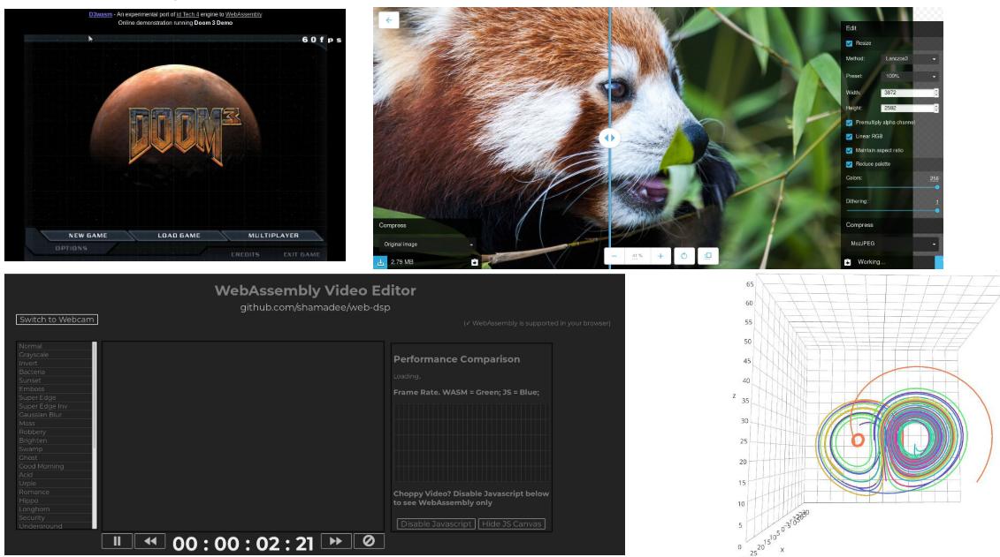 D3wasm - An experimental port of id Tech 4 engine to WebAssembly
Online demonstration running Doom 3 Demo
60fps
DOOM 3
NEW GAME
LOAD GAME
MULTIPLAYER
OPTIONS
CREDITS
EXIT GAME
Edit
Resize
Method: Lanczos3
Preset: 100%
Width: 3872
Height: 2592
Premultiply alpha channel
Linear RGB
Maintain aspect ratio
Reduce palette
Colors: 256
Dithering: 1
Compress
MozJPEG
Working...
Compress
Original image
2.79 MB
41 %
WebAssembly Video Editor
github.com/shamadee/web-dsp
Switch to Webcam
(✓ WebAssembly is supported in your browser)
Normal
Grayscale
Invert
Bacteria
Sunset
Emboss
Super Edge
Super Edge Inv
Gaussian Blur
Moss
Robbery
Brighten
Swamp
Ghost
Good Morning
Acid
Urple
Romance
Hippo
Longhorn
Security
Underground
Performance Comparison
Loading.
Frame Rate. WASM = Green; JS = Blue;
Choppy Video? Disable Javascript below
to see WebAssembly only
Disable Javascript
Hide JS Canvas
00 : 00 : 02 : 21
65
60
55
50
45
40
z
35
30
25
20
15
10
5
0
25
20
15
10
5
0
x